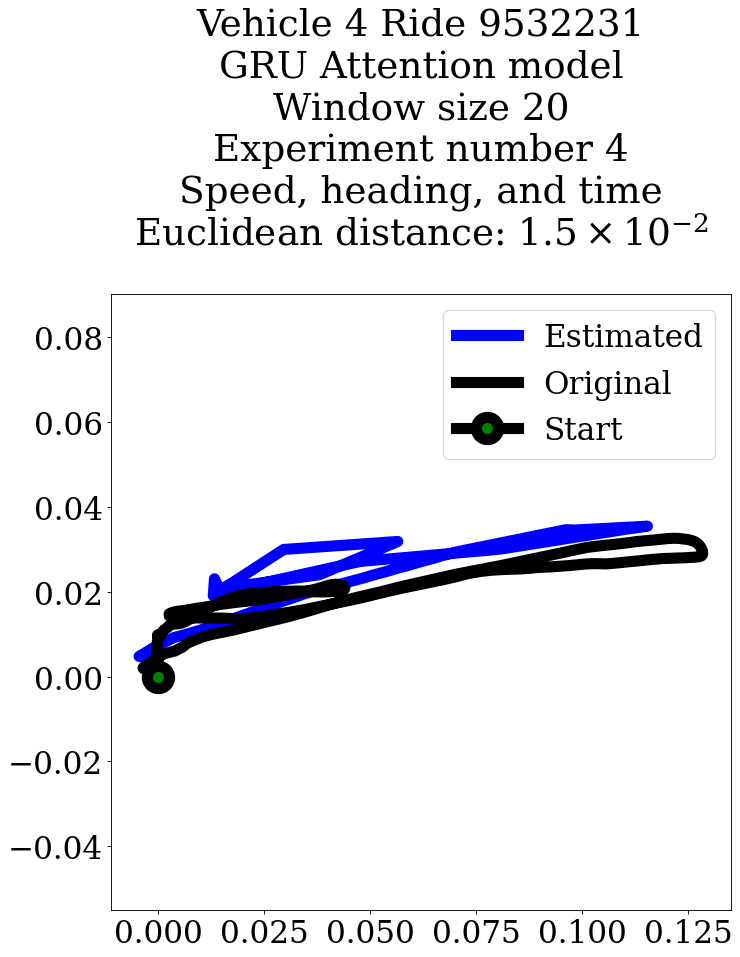 Vehicle 4 Ride 9532231
GRU Attention model
Window size 20
Experiment number 4
Speed, heading, and time
Euclidean distance: 1.5 × 10⁻²
Estimated
Original
Start
0.08
0.06
0.04
0.02
0.00
−0.02
−0.04
0.000 0.025 0.050 0.075 0.100 0.125